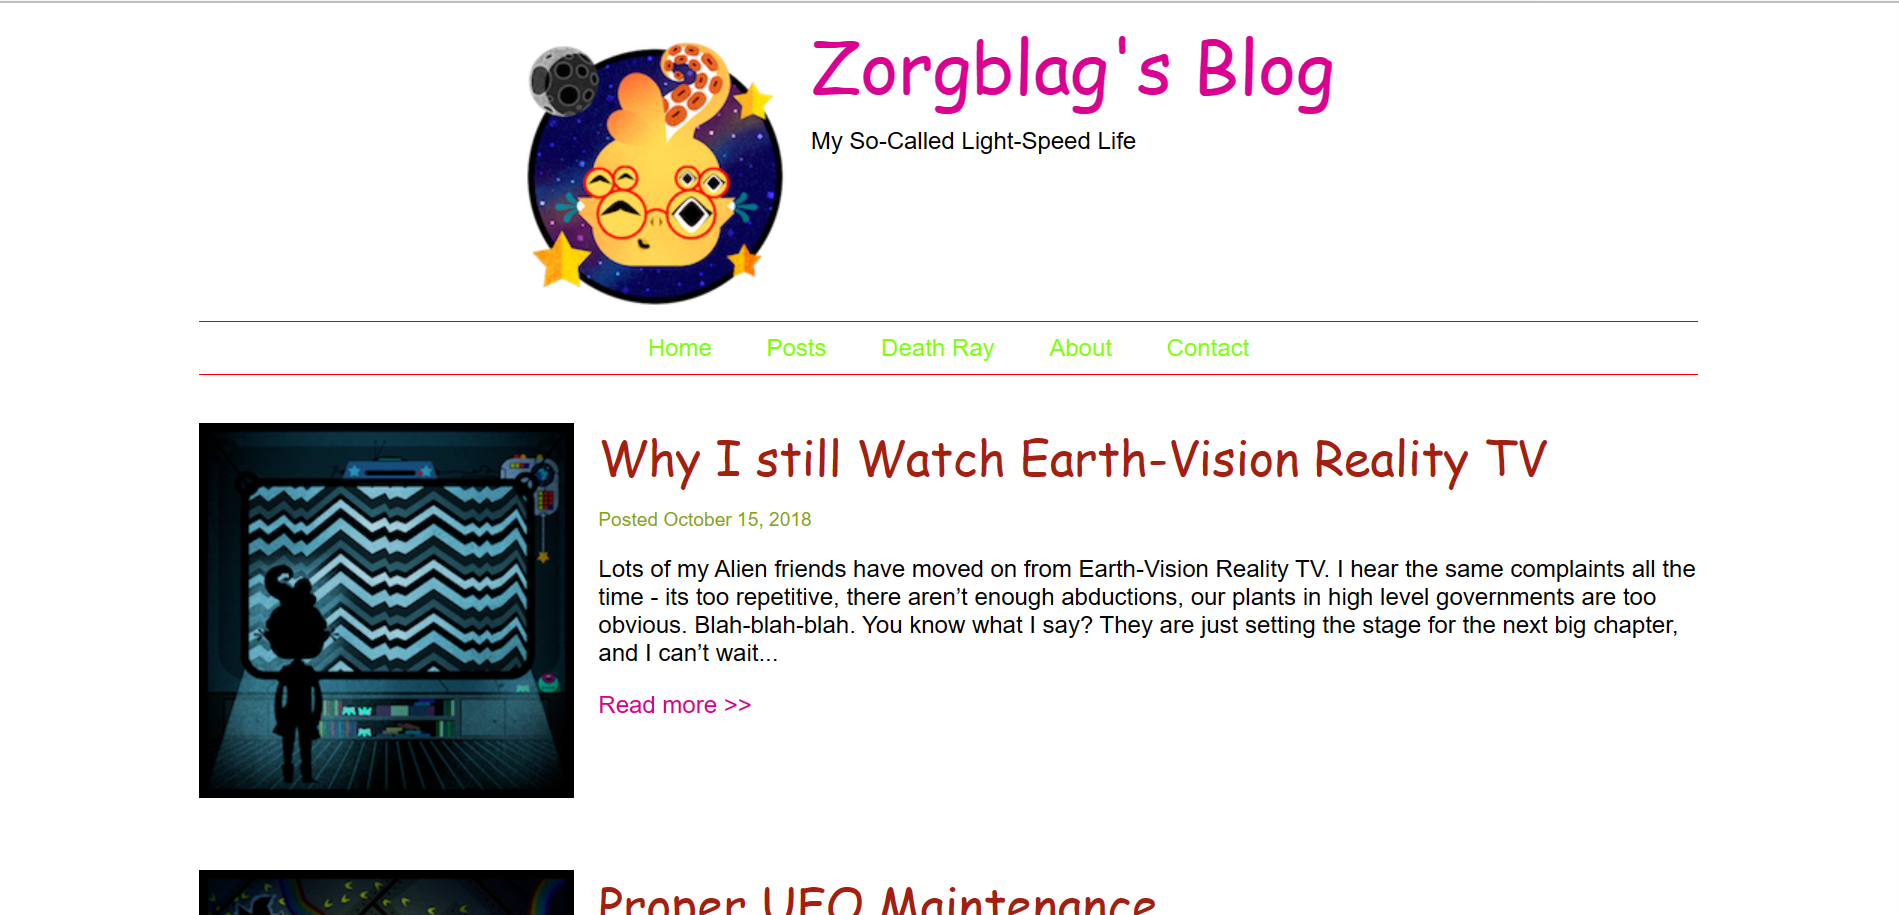 Zorgblag's Blog
My So-Called Light-Speed Life
Home Posts Death Ray About Contact
Why I still Watch Earth-Vision Reality TV
Posted October 15, 2018
Lots of my Alien friends have moved on from Earth-Vision Reality TV. I hear the same complaints all the
time - its too repetitive, there aren’t enough abductions, our plants in high level governments are too
obvious. Blah-blah-blah. You know what I say? They are just setting the stage for the next big chapter,
and I can’t wait...
Read more >>
Proper UFO Maintenance